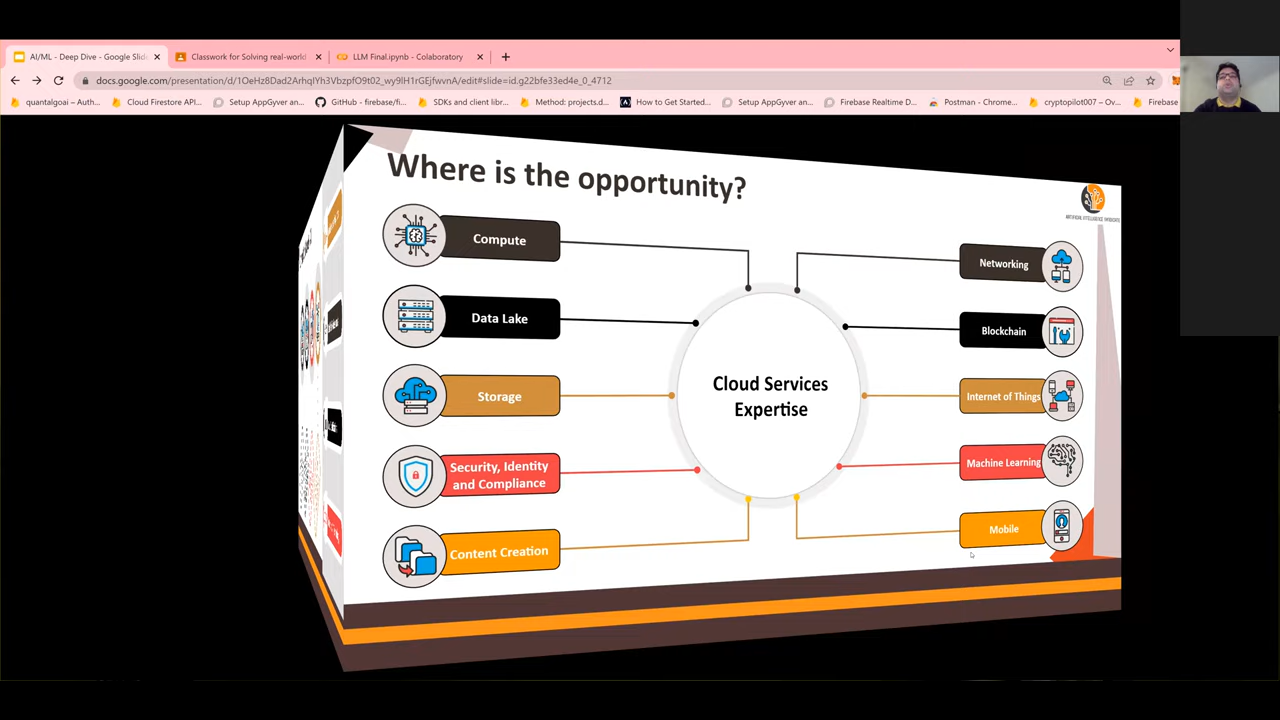 AI/ML - Deep Dive - Google Slid
Classwork for Solving real-world
LLM Final.ipynb - Colaboratory
docs.google.com/presentation/d/1OeHz8Dad2ArhqIYh3VbzpfO9t02_wy9lH1rGEjfwvnA/edit#slide=id.g22bfe33ed4e_0_4712
quantalgoai – Auth...
Cloud Firestore API...
Setup AppGyver an...
GitHub - firebase/fi...
SDKs and client libr...
Method: projects.d...
How to Get Started...
Setup AppGyver an...
Firebase Realtime D...
Postman - Chrome...
cryptopilot007 – Ov...
Firebase
Where is the opportunity?
ARTIFICIAL INTELLIGENCE INSIGHTS
Compute
Data Lake
Storage
Security, Identity
and Compliance
Content Creation
Cloud Services
Expertise
Networking
Blockchain
Internet of Things
Machine Learning
Mobile